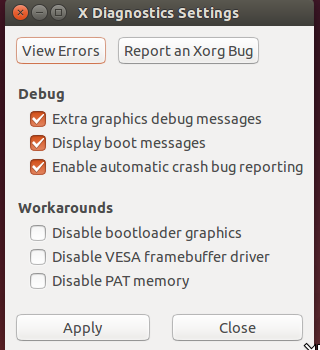 X Diagnostics Settings
View Errors Report an Xorg Bug
Debug
Extra graphics debug messages
Display boot messages
Enable automatic crash bug reporting
Workarounds
Disable bootloader graphics
Disable VESA framebuffer driver
Disable PAT memory
Apply Close